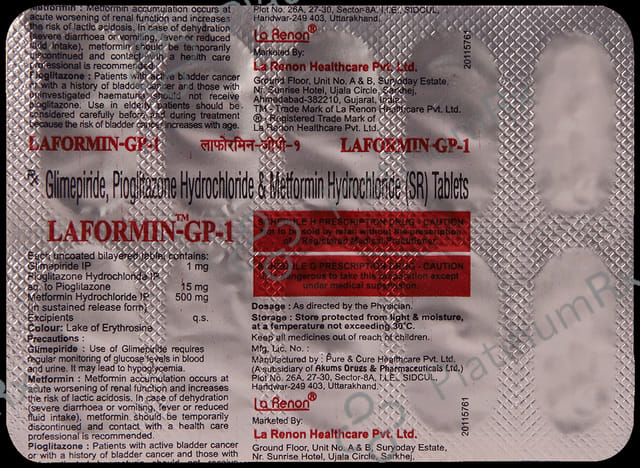 Metformin : Metformin accumulation occurs at
acute worsening of renal function and increases
the risk of lactic acidosis. In case of dehydration
(severe diarrhoea or vomiting, fever or reduced
fluid intake), metformin should be temporarily
discontinued and contact with a health care
professional is recommended.
Pioglitazone : Patients with active bladder cancer
or with a history of bladder cancer and those with
uninvestigated haematuria should not receive
pioglitazone. Use in elderly patients should be
considered carefully before and during treatment
because the risk of bladder cancer increases with age.
Plot No. 26A, 27-30, Sector-8A, I.I.E., SIDCUL,
Haridwar-249 403, Uttarakhand.
La Renon®
Marketed By:
La Renon Healthcare Pvt. Ltd.
Ground Floor, Unit No. A & B, Suryoday Estate,
Nr. Sunrise Hotel, Ujala Circle, Sarkhej,
Ahmedabad-382210, Gujarat, India.
TM - Trade Mark of La Renon Healthcare Pvt. Ltd.
® - Registered Trade Mark of
La Renon Healthcare Pvt. Ltd.
20115761
LAFORMIN-GP-1 लाफोरमिन-जीपी-१ LAFORMIN-GP-1
Rx Glimepiride, Pioglitazone Hydrochloride & Metformin Hydrochloride (SR) Tablets
LAFORMIN™-GP-1
Each uncoated bilayered tablet contains:
Glimepiride IP 1 mg
Pioglitazone Hydrochloride IP
eq. to Pioglitazone 15 mg
Metformin Hydrochloride IP 500 mg
(in sustained release form)
Excipients q.s.
Colour: Lake of Erythrosine
Precautions :
Glimepiride : Use of Glimepiride requires
regular monitoring of glucose levels in blood
and urine. It may lead to hypoglycemia.
Metformin : Metformin accumulation occurs at
acute worsening of renal function and increases
the risk of lactic acidosis. In case of dehydration
(severe diarrhoea or vomiting, fever or reduced
fluid intake), metformin should be temporarily
discontinued and contact with a health care
professional is recommended.
Pioglitazone : Patients with active bladder cancer
or with a history of bladder cancer and those with
SCHEDULE H PRESCRIPTION DRUG - CAUTION
Not to be sold by retail without the prescription
Registered Medical Practitioner.
SCHEDULE G PRESCRIPTION DRUG - CAUTION
dangerous to take this preparation except
under medical supervision.
Dosage : As directed by the Physician.
Storage : Store protected from light & moisture,
at a temperature not exceeding 30°C.
Keep all medicines out of reach of children.
Mfg. Lic. No. :
Manufactured by : Pure & Cure Healthcare Pvt. Ltd.
(A subsidiary of Akums Drugs & Pharmaceuticals Ltd.)
Plot No. 26A, 27-30, Sector-8A, I.I.E., SIDCUL,
Haridwar-249 403, Uttarakhand.
La Renon®
Marketed By:
La Renon Healthcare Pvt. Ltd.
Ground Floor, Unit No. A & B, Suryoday Estate,
Nr. Sunrise Hotel, Ujala Circle, Sarkhej,
20115761
PlatinumRx